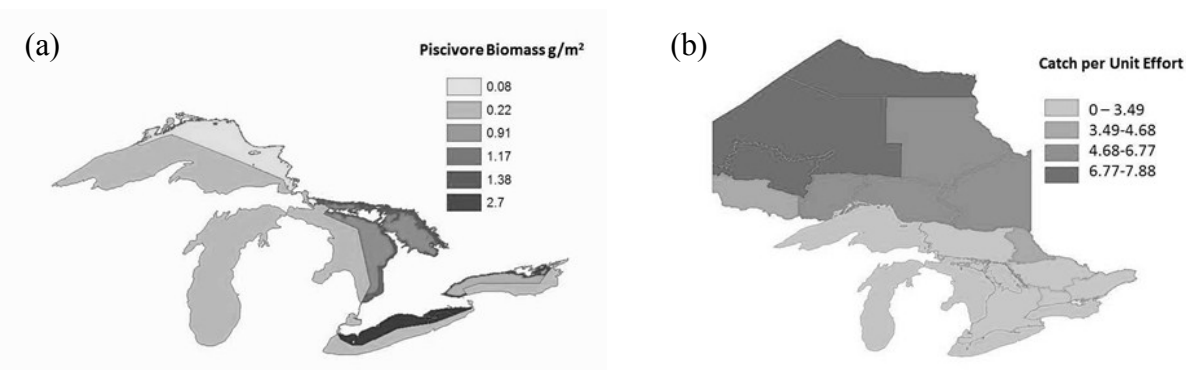 (a)
Piscivore Biomass g/m²
0.08
0.22
0.91
1.17
1.38
2.7
(b)
Catch per Unit Effort
0 – 3.49
3.49-4.68
4.68-6.77
6.77-7.88